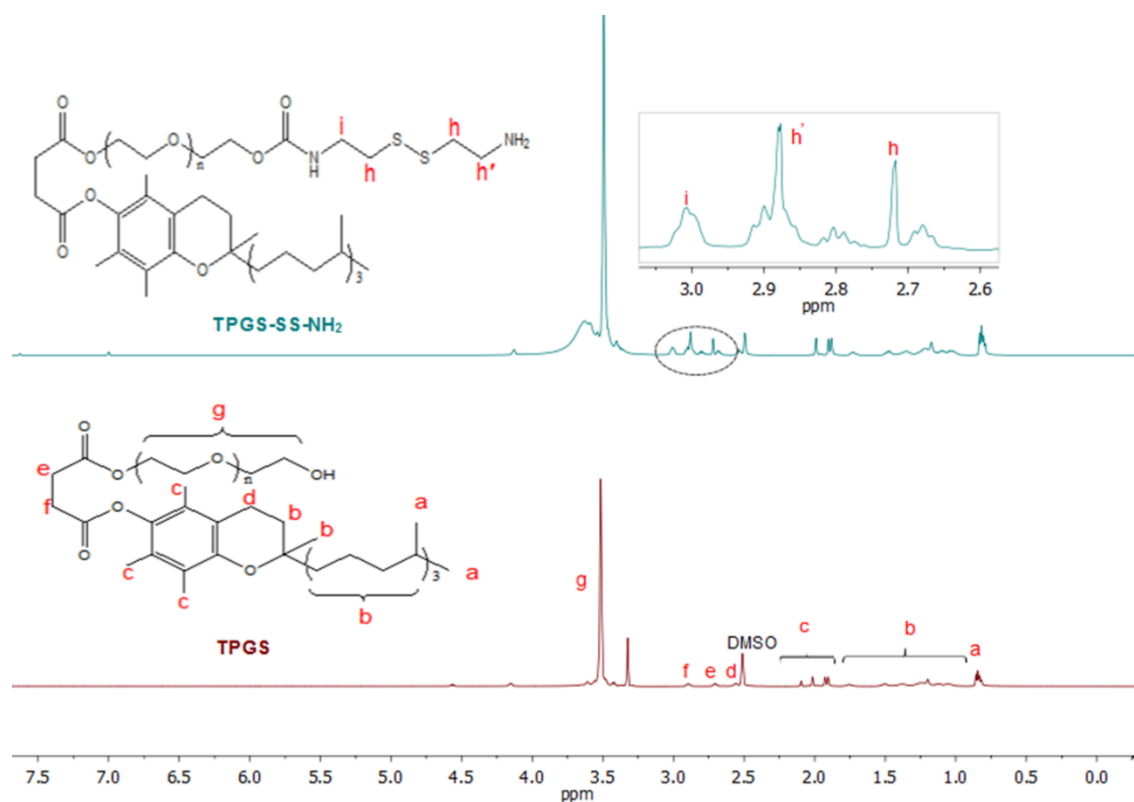 O
O
O
O
n
O
O
N
H
i
h
S
S
h
h'
NH₂
O
O
O
3
TPGS-SS-NH₂
i
h'
h
3.0 2.9 2.8 2.7 2.6
ppm
g
O
e
O
O
n
OH
f
O
c
d
b
b
a
O
c
O
c
3
a
b
TPGS
g
f
e
d
DMSO
c
b
a
7.5 7.0 6.5 6.0 5.5 5.0 4.5 4.0 3.5 3.0 2.5 2.0 1.5 1.0 0.5 0.0
ppm